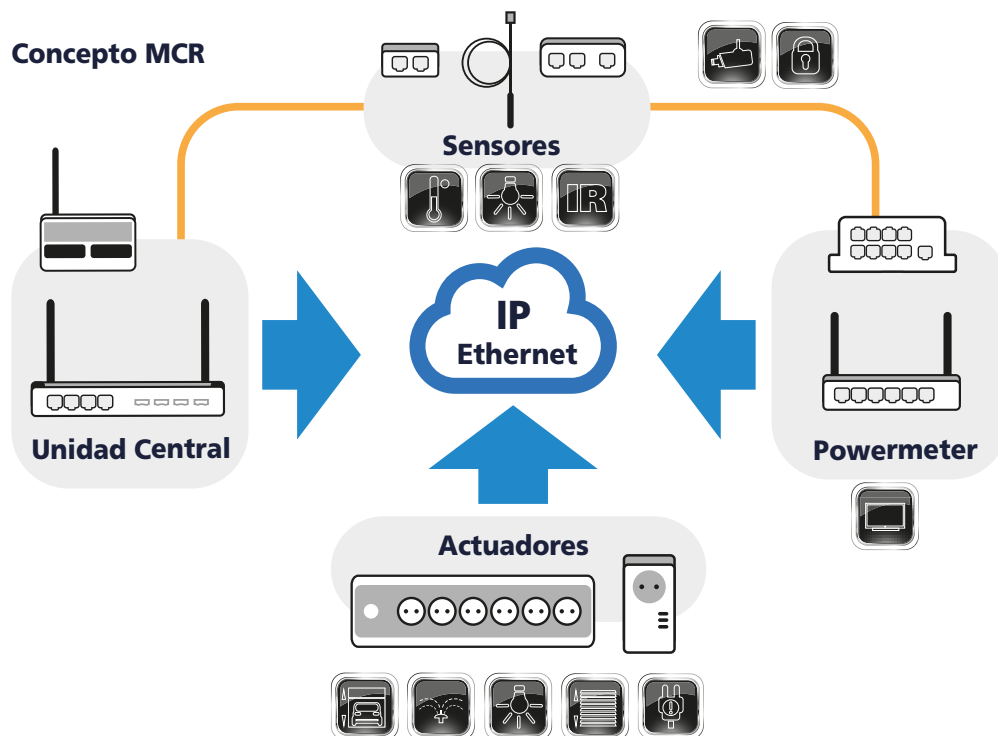 Concepto MCR
Sensores
IR
IP
Ethernet
Unidad Central
Powermeter
Actuadores